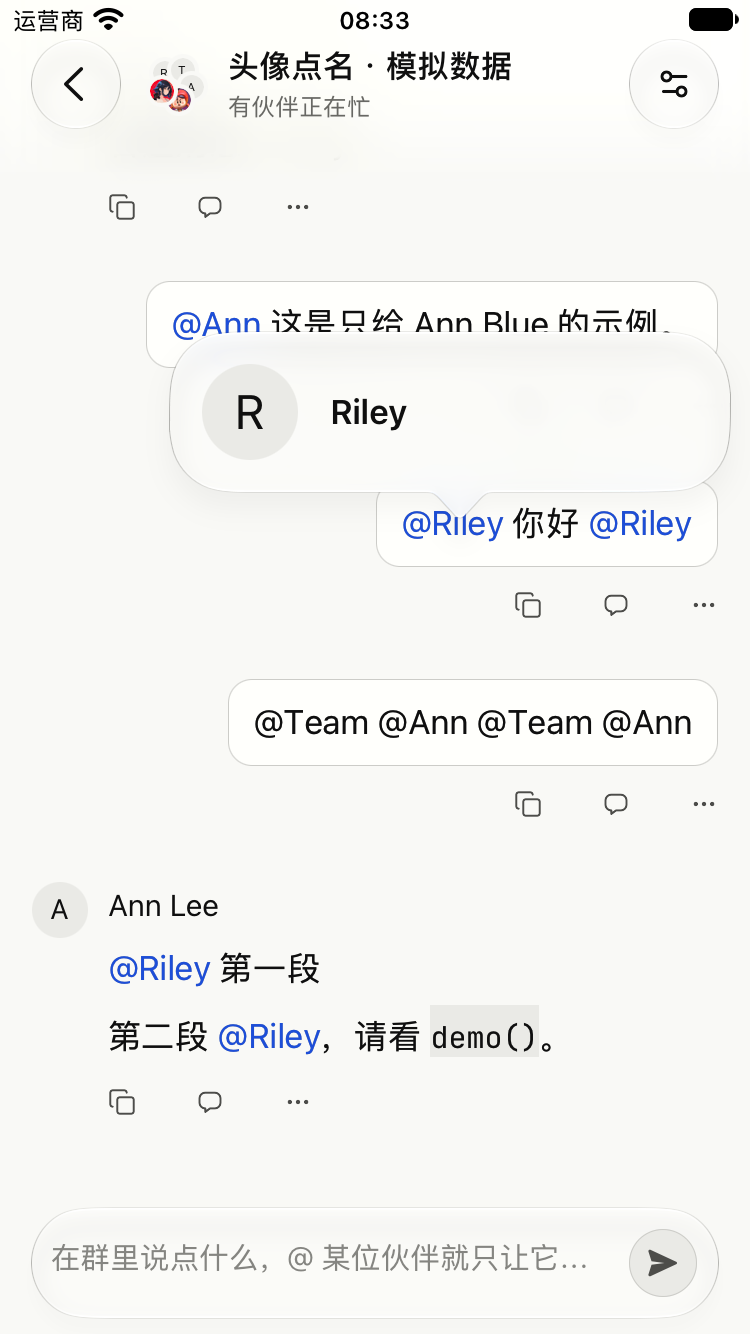 运营商 08:33
R T A
头像点名 · 模拟数据
有伙伴正在忙
@Ann 这是只给 Ann Blue 的示例。
R Riley
@Riley 你好 @Riley
@Team @Ann @Team @Ann
A Ann Lee
@Riley 第一段
第二段 @Riley，请看 demo()。
在群里说点什么，@ 某位伙伴就只让它…